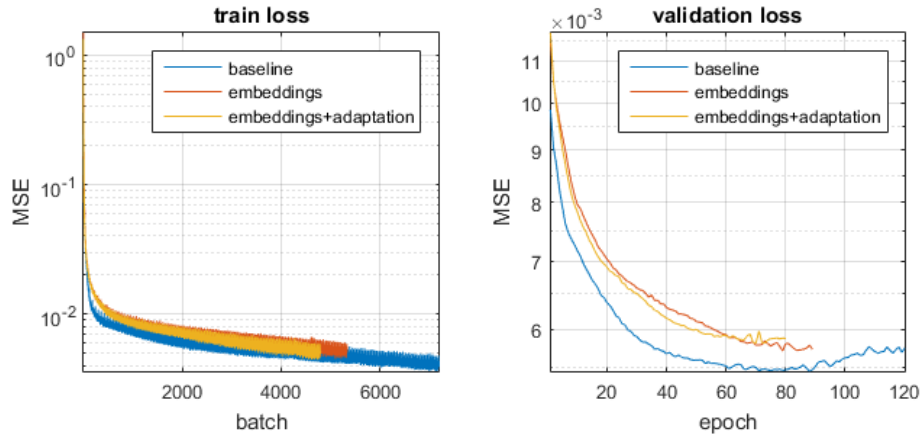 train loss
10^0
10^-1
10^-2
MSE
baseline
embeddings
embeddings+adaptation
2000
4000
6000
batch
validation loss
×10^-3
11
10
9
8
7
6
MSE
baseline
embeddings
embeddings+adaptation
20
40
60
80
100
120
epoch